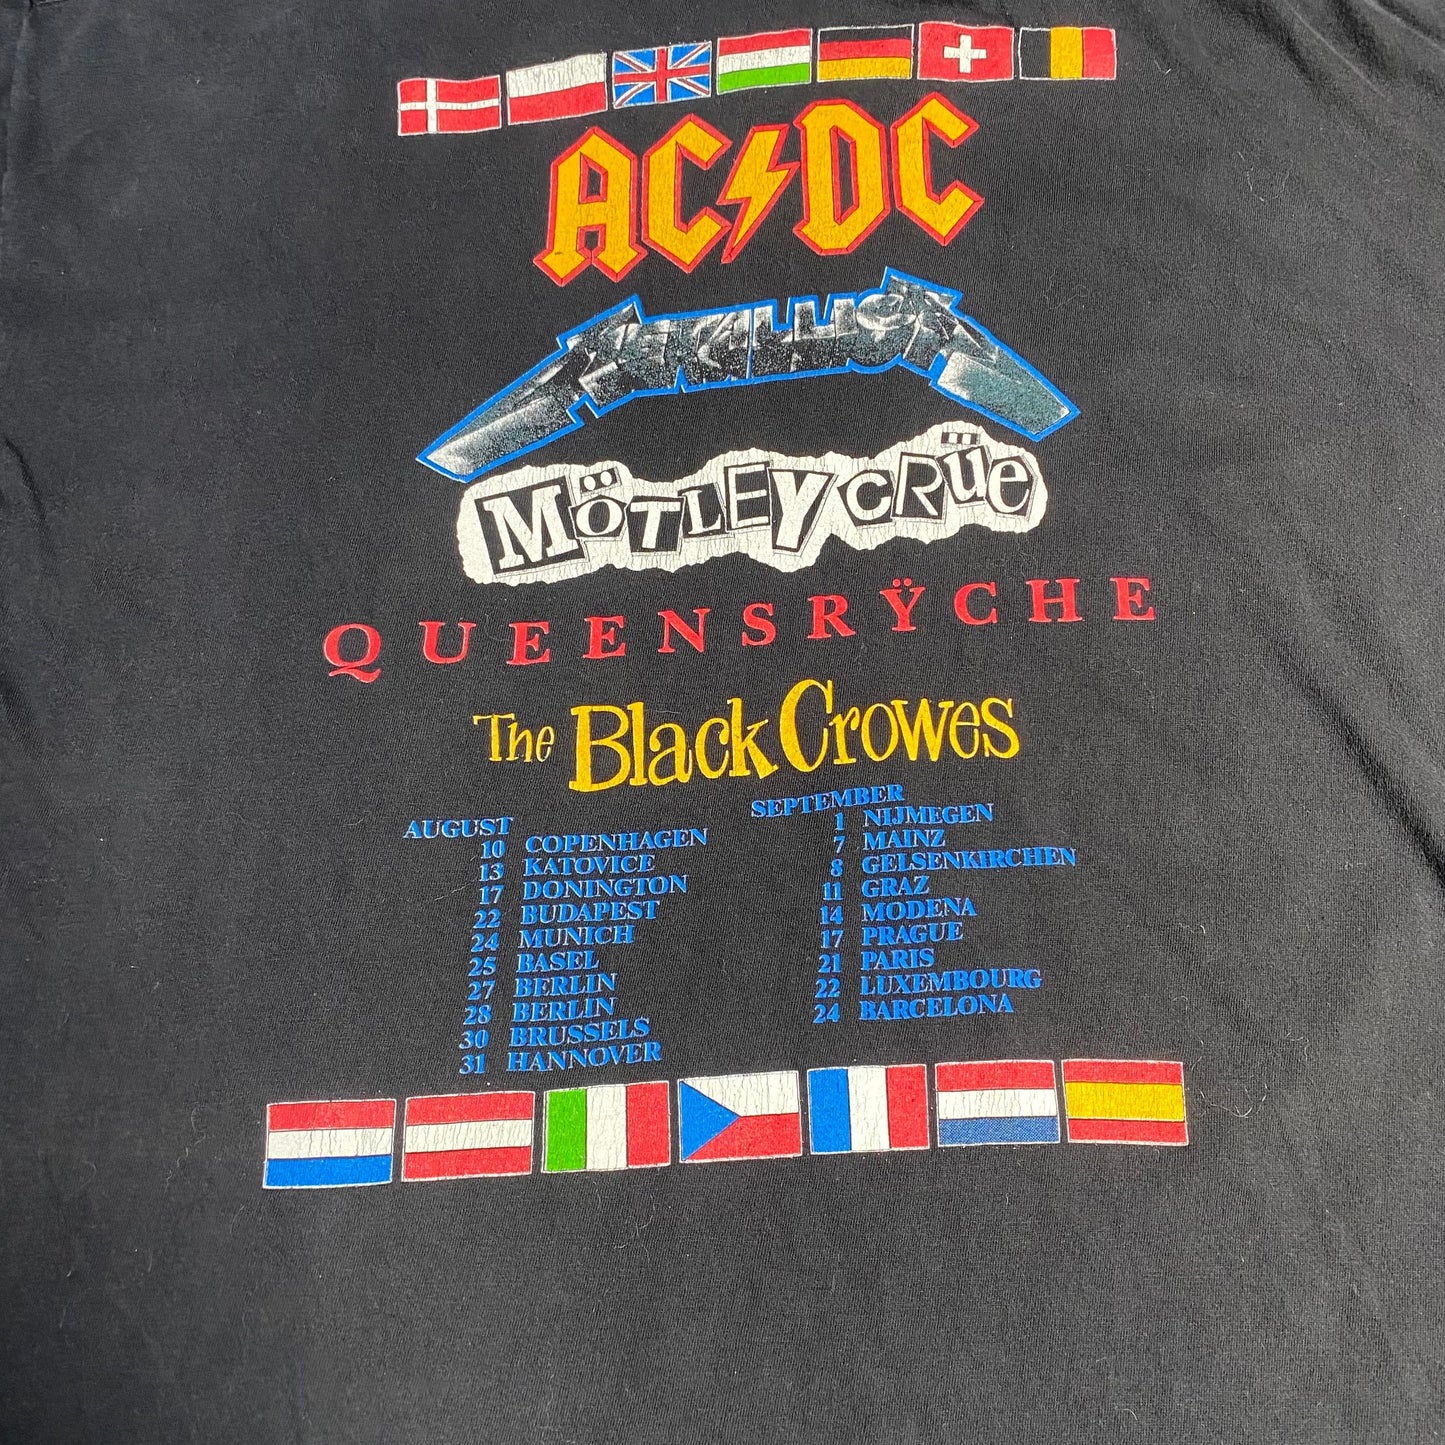 AC⚡DC
METALLICA
MÖTLEY CRÜE
QUEENSRŸCHE
The Black Crowes
AUGUST
10 COPENHAGEN
13 KATOVICE
17 DONINGTON
22 BUDAPEST
24 MUNICH
25 BASEL
27 BERLIN
28 BERLIN
30 BRUSSELS
31 HANNOVER
SEPTEMBER
1 NIJMEGEN
7 MAINZ
8 GELSENKIRCHEN
11 GRAZ
14 MODENA
17 PRAGUE
21 PARIS
22 LUXEMBOURG
24 BARCELONA